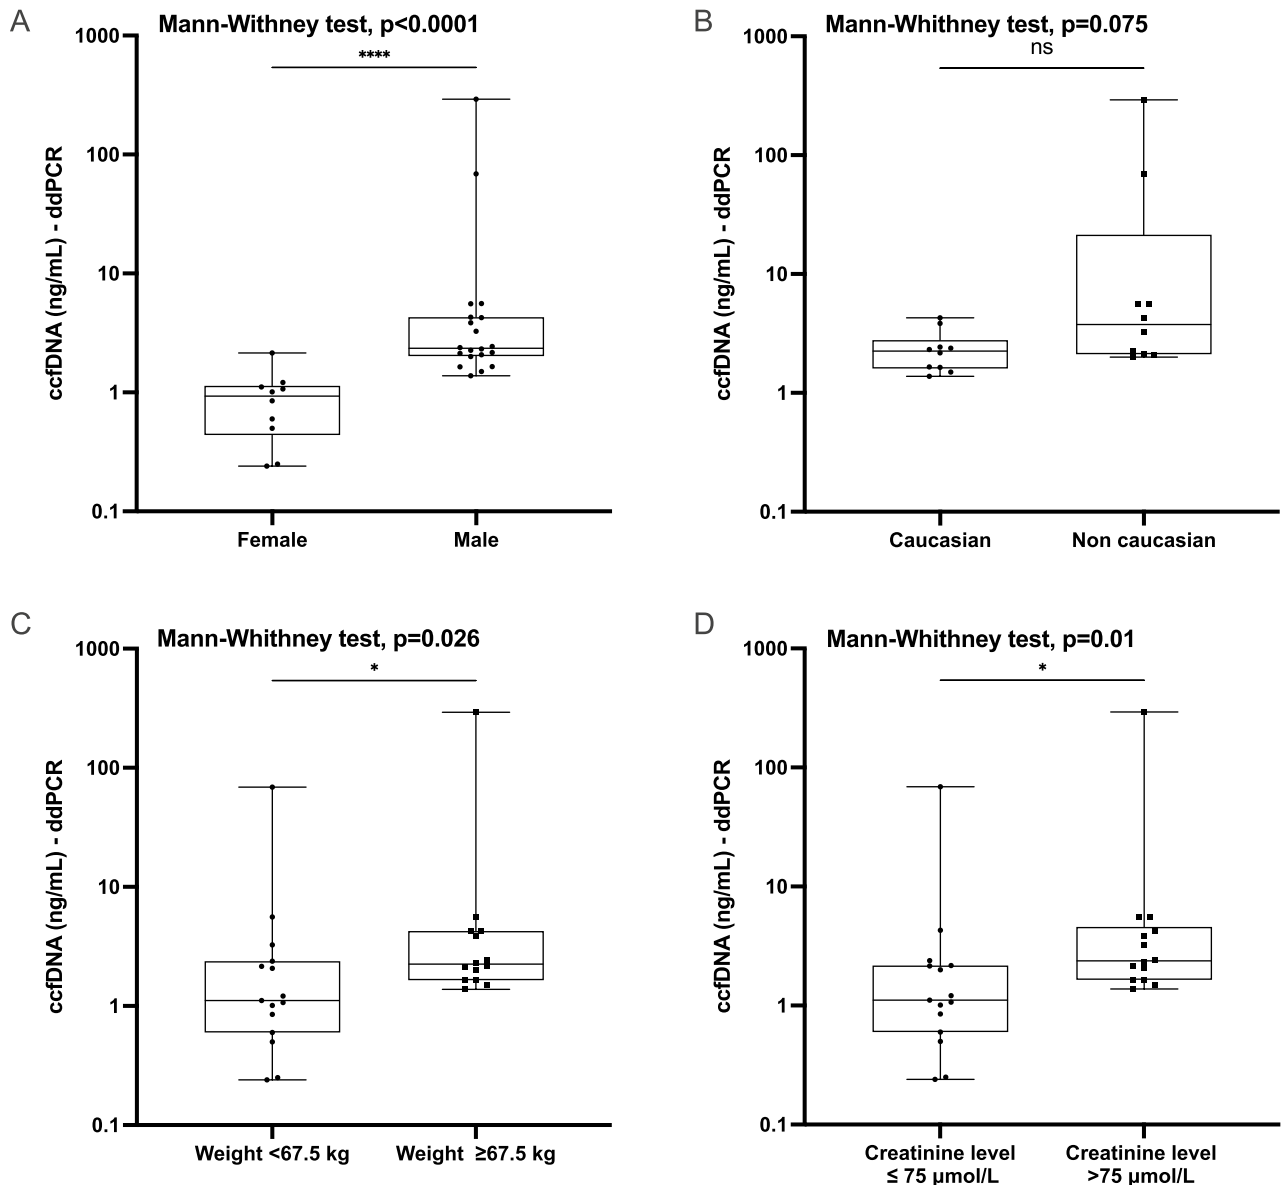 A
Mann-Withney test, p<0.0001
****
1000
100
10
1
0.1
ccfDNA (ng/mL) - ddPCR
Female
Male
B
Mann-Whithney test, p=0.075
ns
1000
100
10
1
0.1
ccfDNA (ng/mL) - ddPCR
Caucasian
Non caucasian
C
Mann-Whithney test, p=0.026
*
1000
100
10
1
0.1
ccfDNA (ng/mL) - ddPCR
Weight <67.5 kg
Weight ≥67.5 kg
D
Mann-Whithney test, p=0.01
*
1000
100
10
1
0.1
ccfDNA (ng/mL) - ddPCR
Creatinine level
≤ 75 µmol/L
Creatinine level
>75 µmol/L